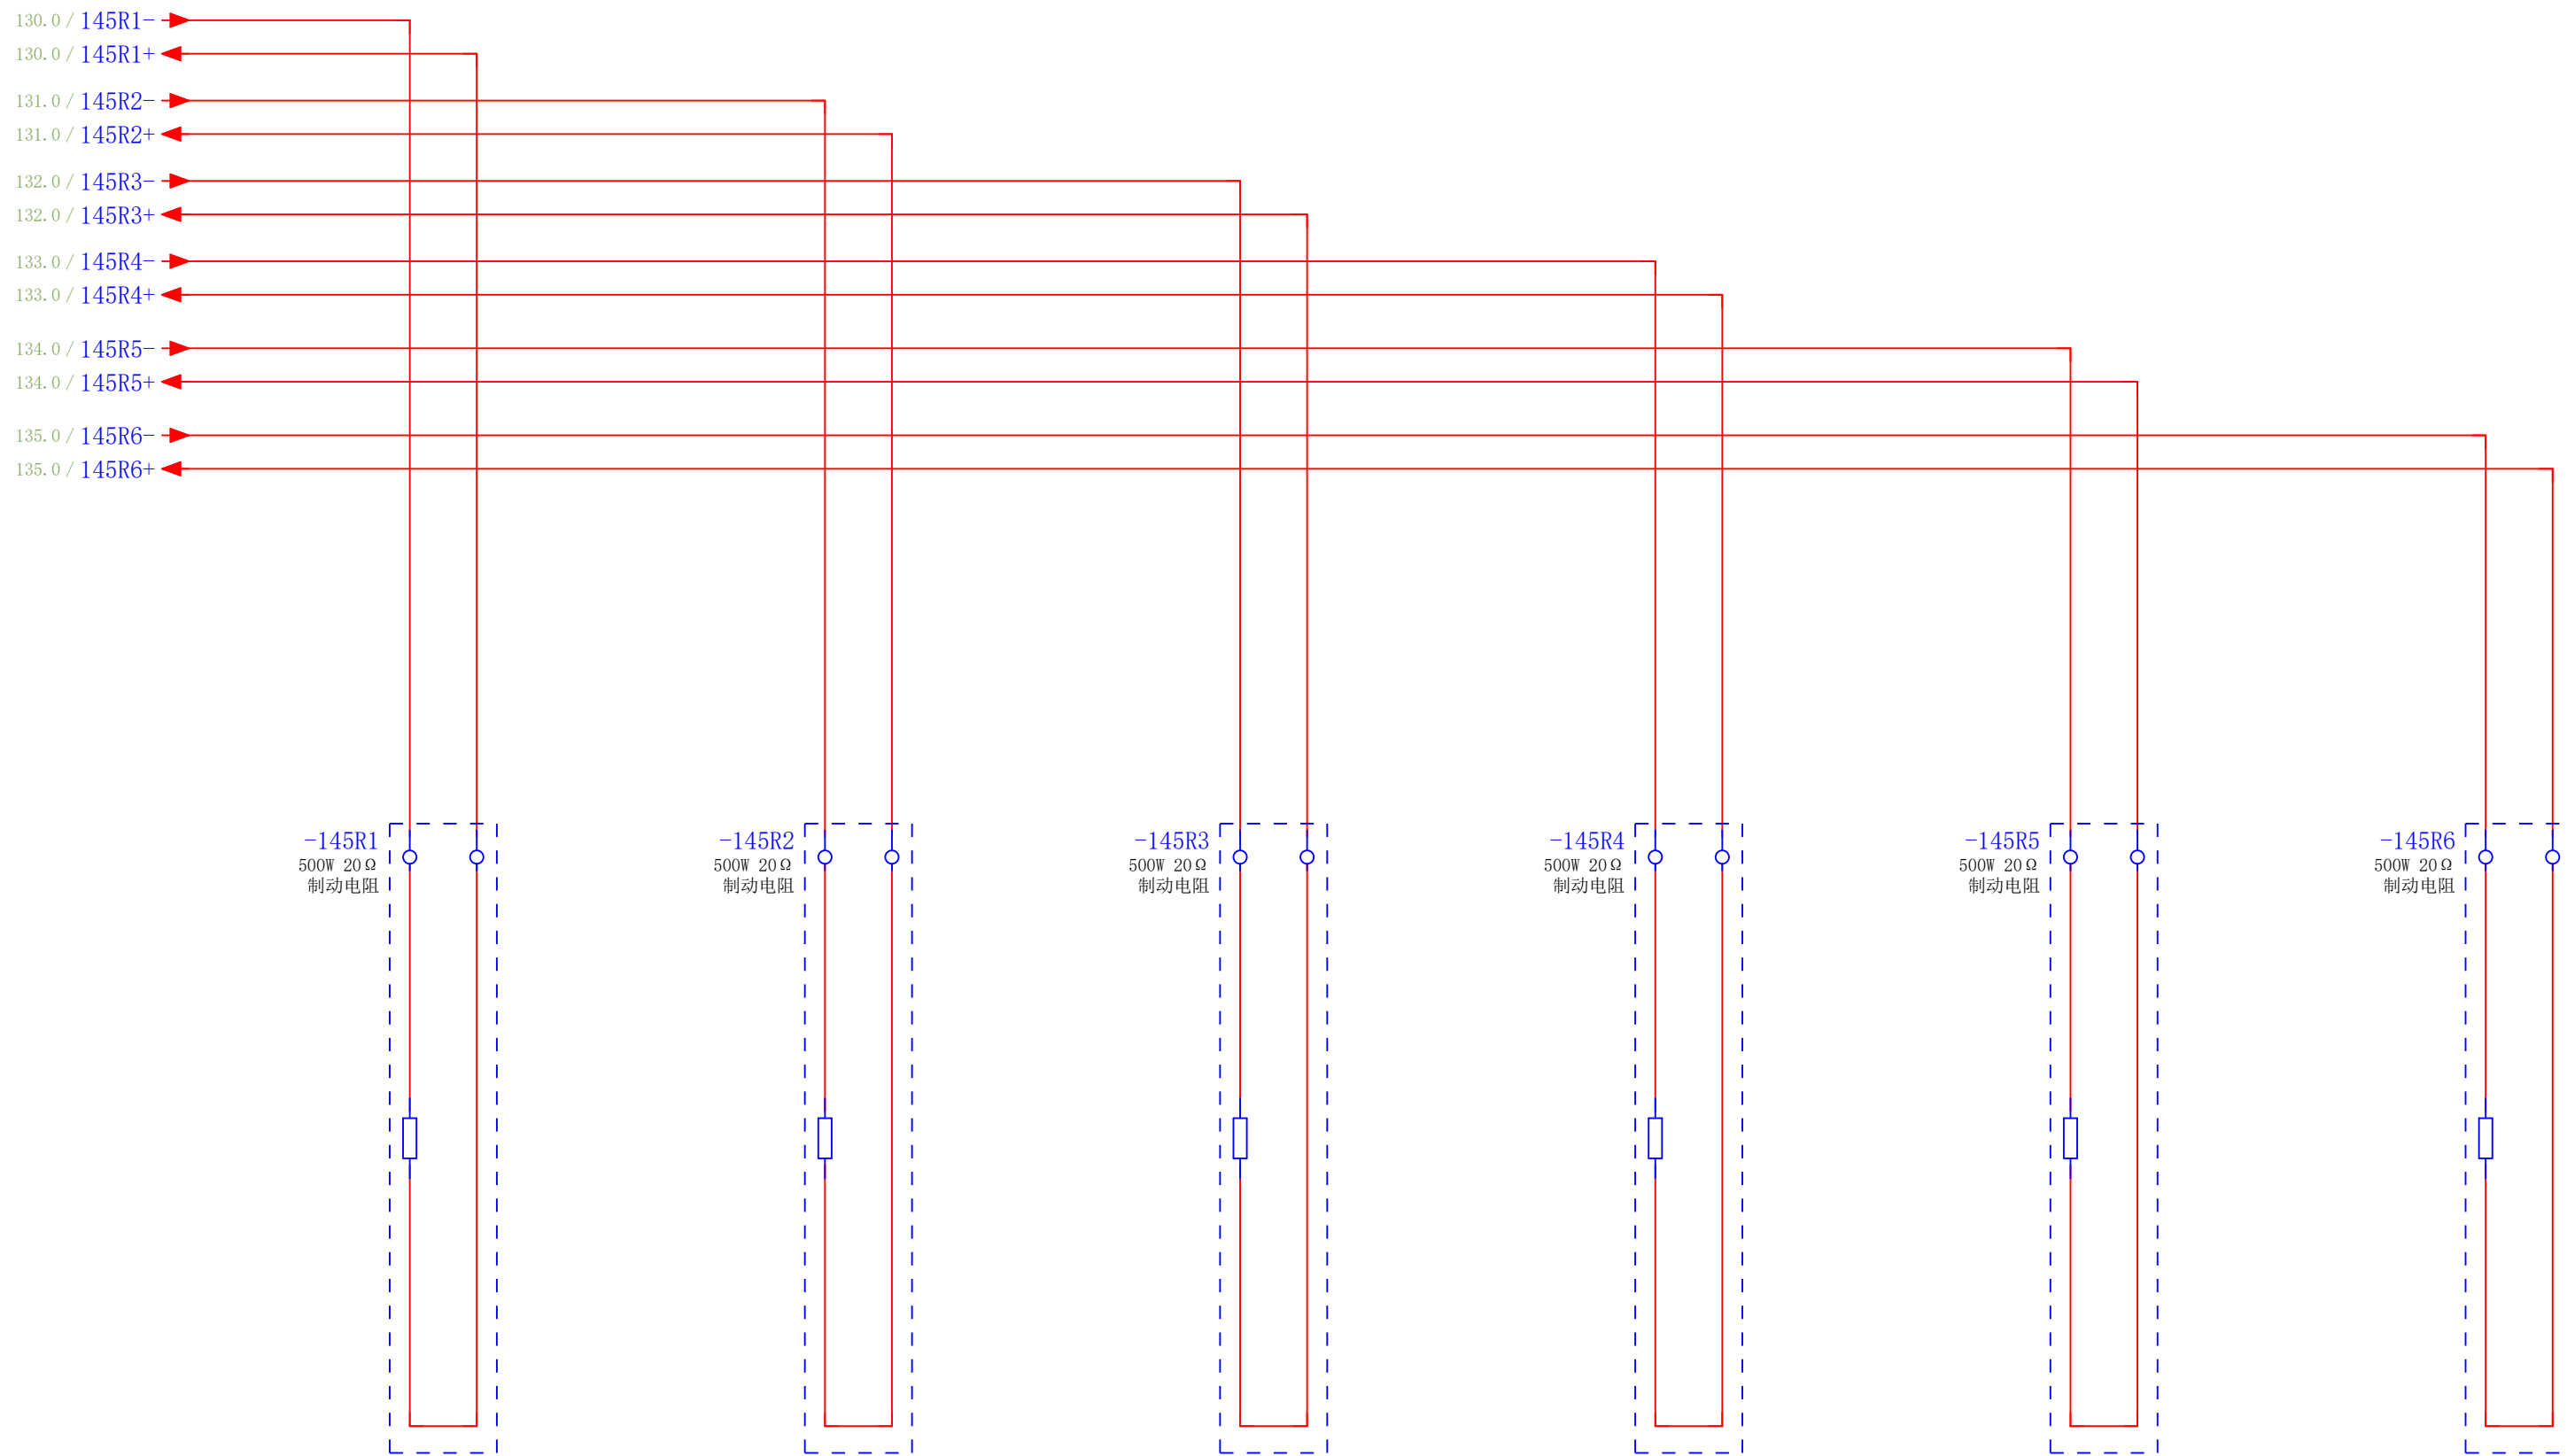 130.0 / 145R1-
130.0 / 145R1+
131.0 / 145R2-
131.0 / 145R2+
132.0 / 145R3-
132.0 / 145R3+
133.0 / 145R4-
133.0 / 145R4+
134.0 / 145R5-
134.0 / 145R5+
135.0 / 145R6-
135.0 / 145R6+
-145R1
500W 20Ω
制动电阻
-145R2
500W 20Ω
制动电阻
-145R3
500W 20Ω
制动电阻
-145R4
500W 20Ω
制动电阻
-145R5
500W 20Ω
制动电阻
-145R6
500W 20Ω
制动电阻